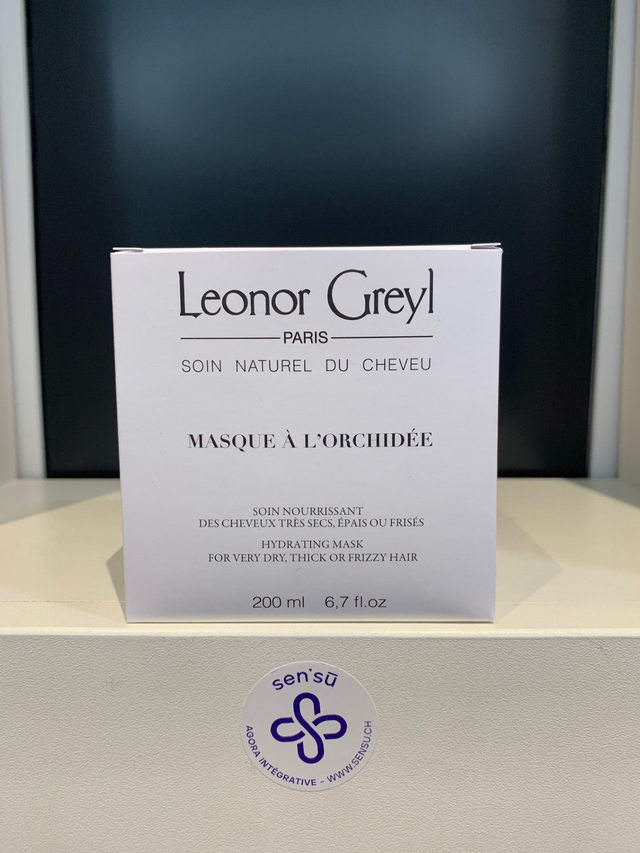 Leonor Greyl
PARIS
SOIN NATUREL DU CHEVEU
MASQUE À L'ORCHIDÉE
SOIN NOURRISSANT
DES CHEVEUX TRÈS SECS, ÉPAIS OU FRISÉS
HYDRATING MASK
FOR VERY DRY, THICK OR FRIZZY HAIR
200 ml 6,7 fl.oz
sen'sū
AGORA INTÉGRATIVE - WWW.SENSU.CH